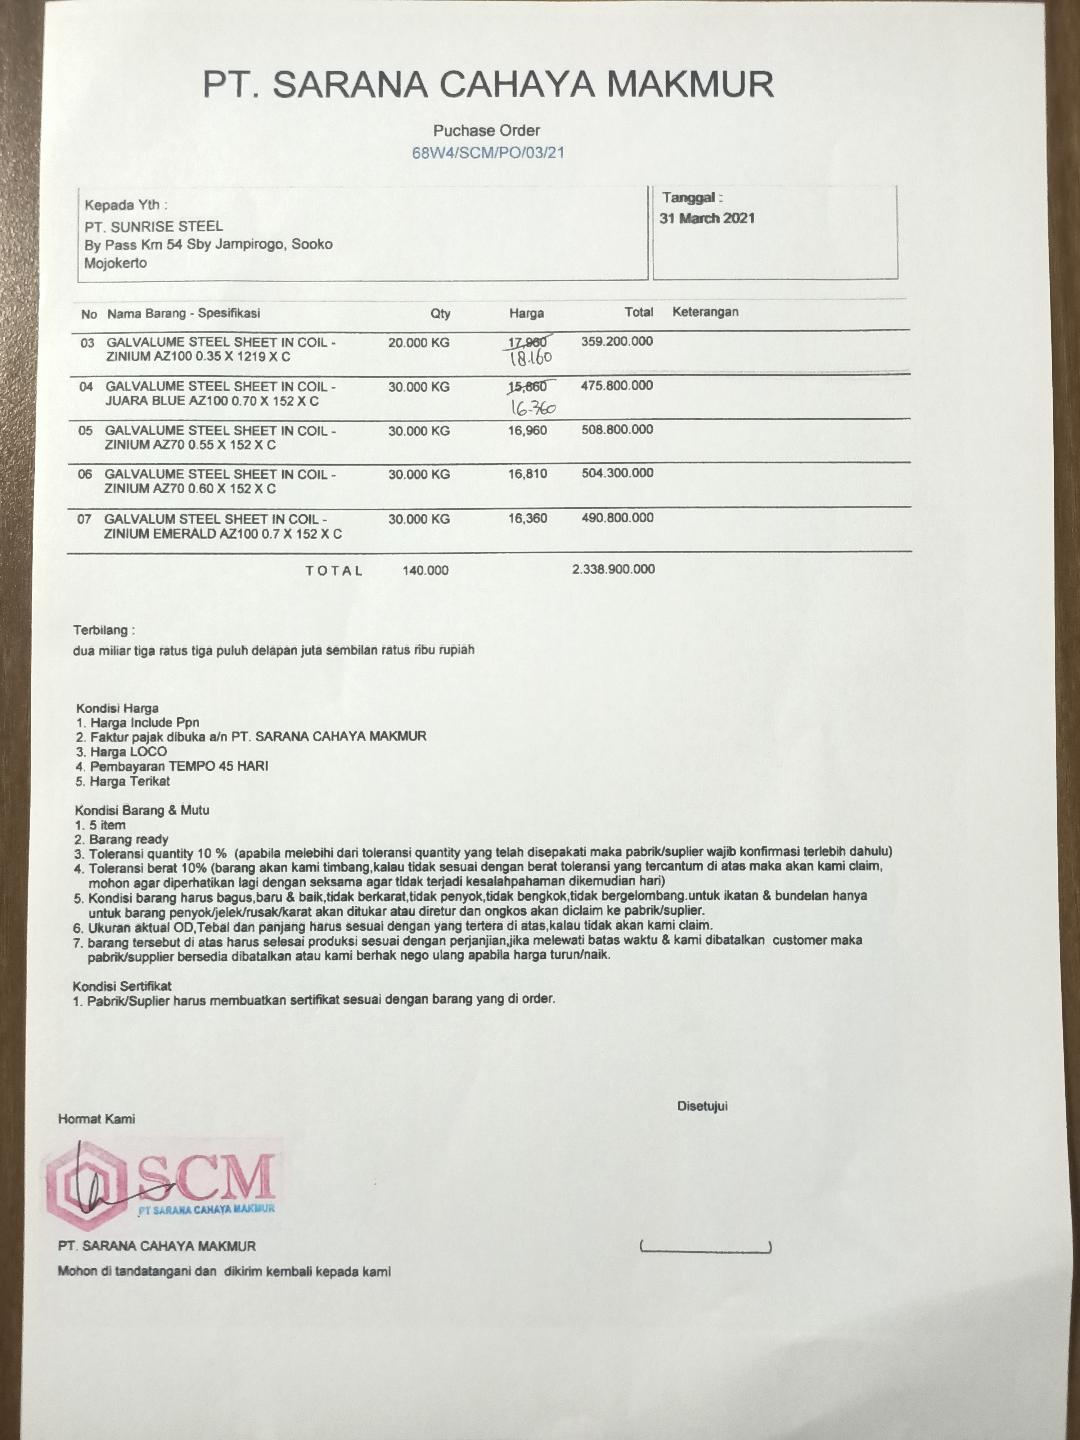 PT. SARANA CAHAYA MAKMUR
Puchase Order
68W4/SCM/PO/03/21
Kepada Yth :
PT. SUNRISE STEEL
By Pass Km 54 Sby Jampirogo, Sooko
Mojokerto
Tanggal :
31 March 2021
No Nama Barang - Spesifikasi Qty Harga Total Keterangan
03 GALVALUME STEEL SHEET IN COIL - 20.000 KG 17,960 359.200.000
ZINIUM AZ100 0.35 X 1219 X C 18.160
04 GALVALUME STEEL SHEET IN COIL - 30.000 KG 15,860 475.800.000
JUARA BLUE AZ100 0.70 X 152 X C 16.360
05 GALVALUME STEEL SHEET IN COIL - 30.000 KG 16,960 508.800.000
ZINIUM AZ70 0.55 X 152 X C
06 GALVALUME STEEL SHEET IN COIL - 30.000 KG 16,810 504.300.000
ZINIUM AZ70 0.60 X 152 X C
07 GALVALUM STEEL SHEET IN COIL - 30.000 KG 16,360 490.800.000
ZINIUM EMERALD AZ100 0.7 X 152 X C
T O T A L 140.000 2.338.900.000
Terbilang :
dua miliar tiga ratus tiga puluh delapan juta sembilan ratus ribu rupiah
Kondisi Harga
1. Harga Include Ppn
2. Faktur pajak dibuka a/n PT. SARANA CAHAYA MAKMUR
3. Harga LOCO
4. Pembayaran TEMPO 45 HARI
5. Harga Terikat
Kondisi Barang & Mutu
1. 5 item
2. Barang ready
3. Toleransi quantity 10 % (apabila melebihi dari toleransi quantity yang telah disepakati maka pabrik/suplier wajib konfirmasi terlebih dahulu)
4. Toleransi berat 10% (barang akan kami timbang,kalau tidak sesuai dengan berat toleransi yang tercantum di atas maka akan kami claim,
mohon agar diperhatikan lagi dengan seksama agar tidak terjadi kesalahpahaman dikemudian hari)
5. Kondisi barang harus bagus,baru & baik,tidak berkarat,tidak penyok,tidak bengkok,tidak bergelombang.untuk ikatan & bundelan hanya
untuk barang penyok/jelek/rusak/karat akan ditukar atau diretur dan ongkos akan diclaim ke pabrik/suplier.
6. Ukuran aktual OD,Tebal dan panjang harus sesuai dengan yang tertera di atas,kalau tidak akan kami claim.
7. barang tersebut di atas harus selesai produksi sesuai dengan perjanjian,jika melewati batas waktu & kami dibatalkan customer maka
pabrik/supplier bersedia dibatalkan atau kami berhak nego ulang apabila harga turun/naik.
Kondisi Sertifikat
1. Pabrik/Suplier harus membuatkan sertifikat sesuai dengan barang yang di order.
Hormat Kami
Disetujui
SCM
PT SARANA CAHAYA MAKMUR
PT. SARANA CAHAYA MAKMUR
Mohon di tandatangani dan dikirim kembali kepada kami